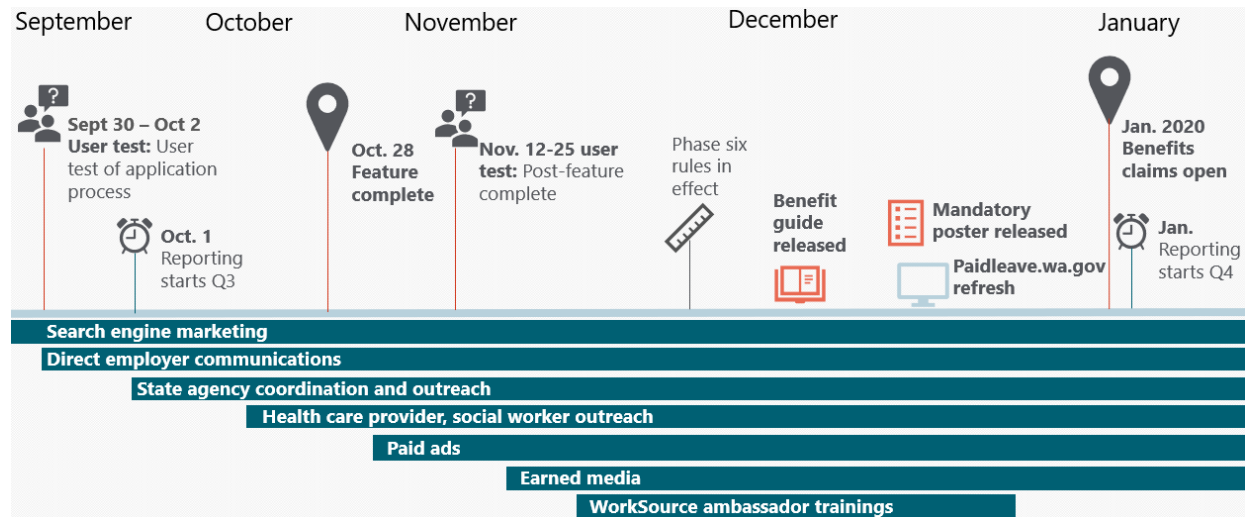 September
October
November
December
January
?
Sept 30 – Oct 2
User test: User
test of application
process
Oct. 1
Reporting
starts Q3
Oct. 28
Feature
complete
?
Nov. 12-25 user
test: Post-feature
complete
Phase six
rules in
effect
Benefit
guide
released
Mandatory
poster released
Paidleave.wa.gov
refresh
Jan. 2020
Benefits
claims open
Jan.
Reporting
starts Q4
Search engine marketing
Direct employer communications
State agency coordination and outreach
Health care provider, social worker outreach
Paid ads
Earned media
WorkSource ambassador trainings